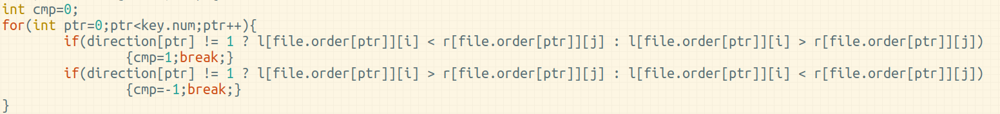 int cmp=0;
for(int ptr=0;ptr<key.num;ptr++){
if(direction[ptr] != 1 ? l[file.order[ptr]][i] < r[file.order[ptr]][j] : l[file.order[ptr]][i] > r[file.order[ptr]][j])
{cmp=1;break;}
if(direction[ptr] != 1 ? l[file.order[ptr]][i] > r[file.order[ptr]][j] : l[file.order[ptr]][i] < r[file.order[ptr]][j])
{cmp=-1;break;}
}